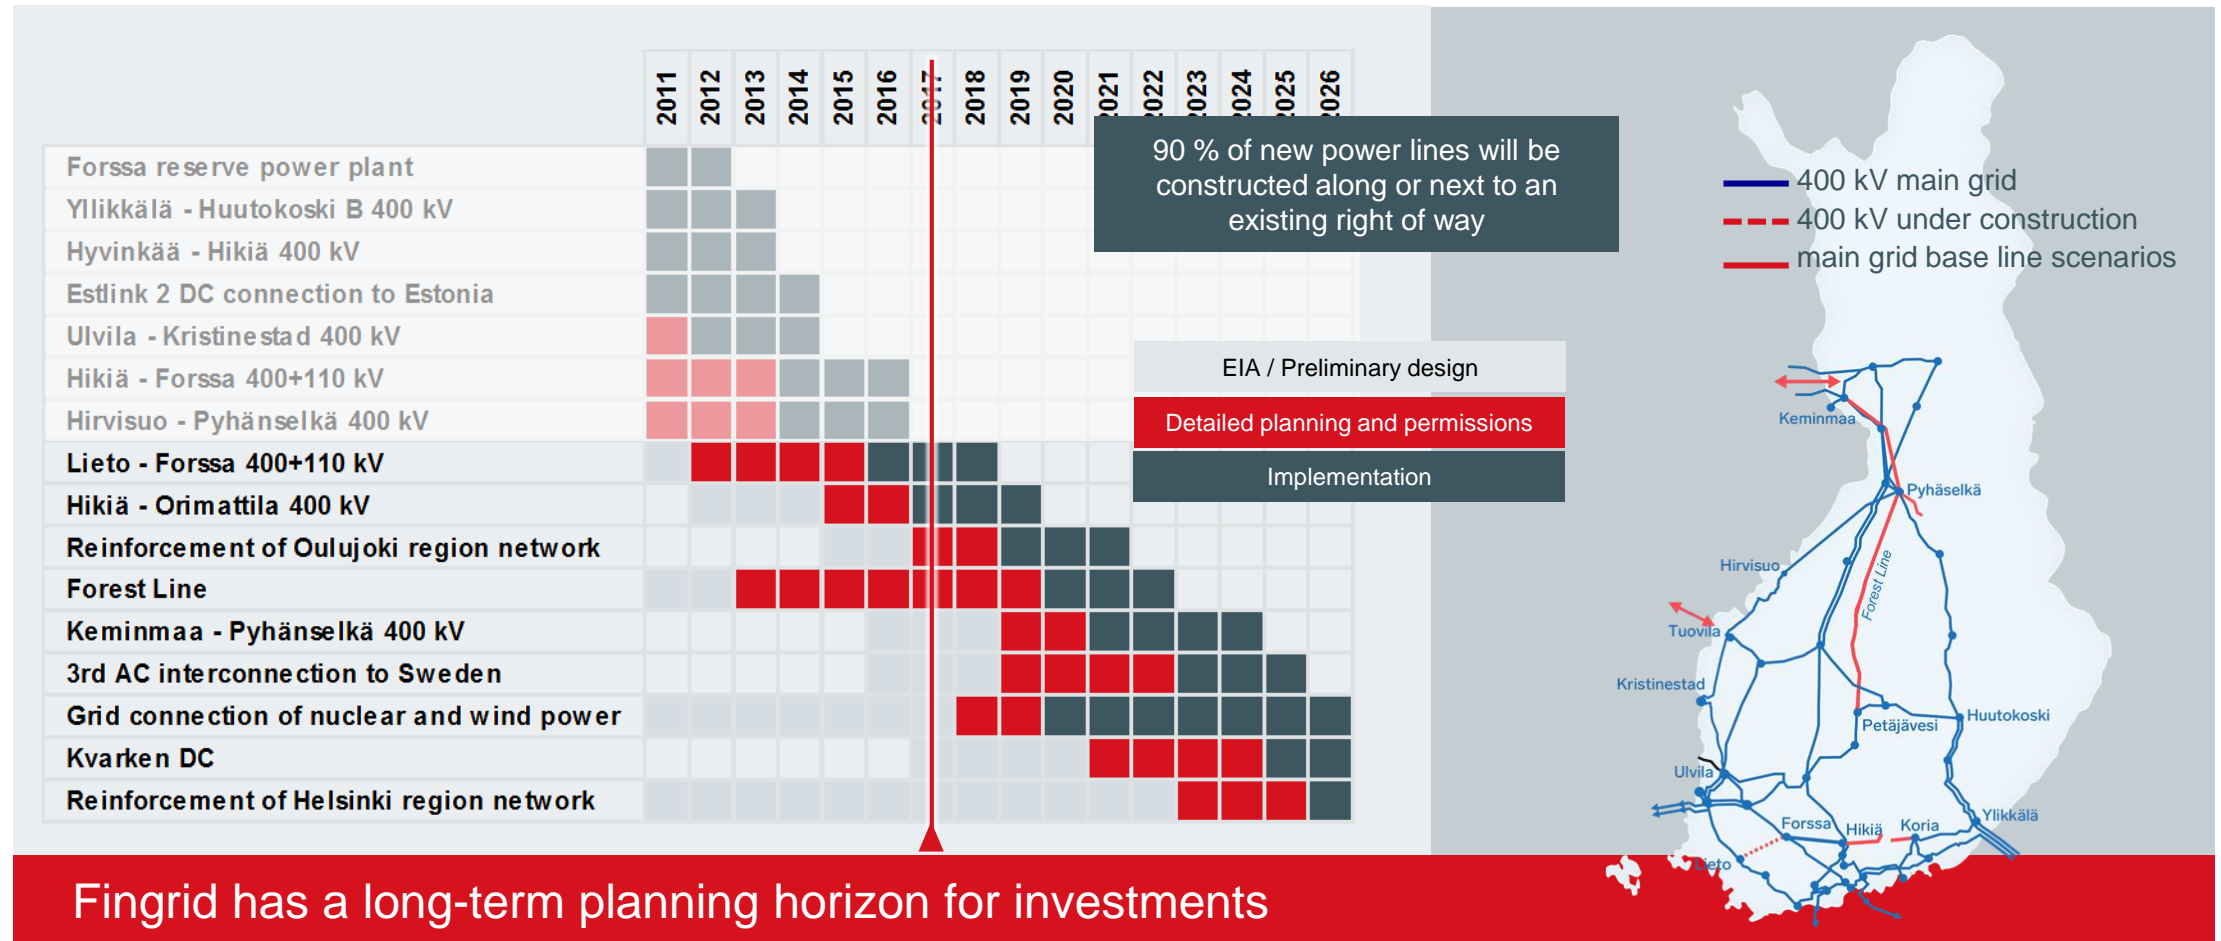 2011 2012 2013 2014 2015 2016 2017 2018 2019 2020 2021 2022 2023 2024 2025 2026
90 % of new power lines will be
constructed along or next to an
existing right of way
Forssa reserve power plant
Yllikkälä - Huutokoski B 400 kV
Hyvinkää - Hikiä 400 kV
Estlink 2 DC connection to Estonia
Ulvila - Kristinestad 400 kV
Hikiä - Forssa 400+110 kV
Hirvisuo - Pyhänselkä 400 kV
Lieto - Forssa 400+110 kV
Hikiä - Orimattila 400 kV
Reinforcement of Oulujoki region network
Forest Line
Keminmaa - Pyhänselkä 400 kV
3rd AC interconnection to Sweden
Grid connection of nuclear and wind power
Kvarken DC
Reinforcement of Helsinki region network
EIA / Preliminary design
Detailed planning and permissions
Implementation
400 kV main grid
400 kV under construction
main grid base line scenarios
Keminmaa
Pyhäselkä
Hirvisuo
Forest Line
Tuovila
Kristinestad
Petäjävesi
Huutokoski
Ulvila
Ylikkälä
Forssa
Hikiä
Koria
Lieto
Fingrid has a long-term planning horizon for investments